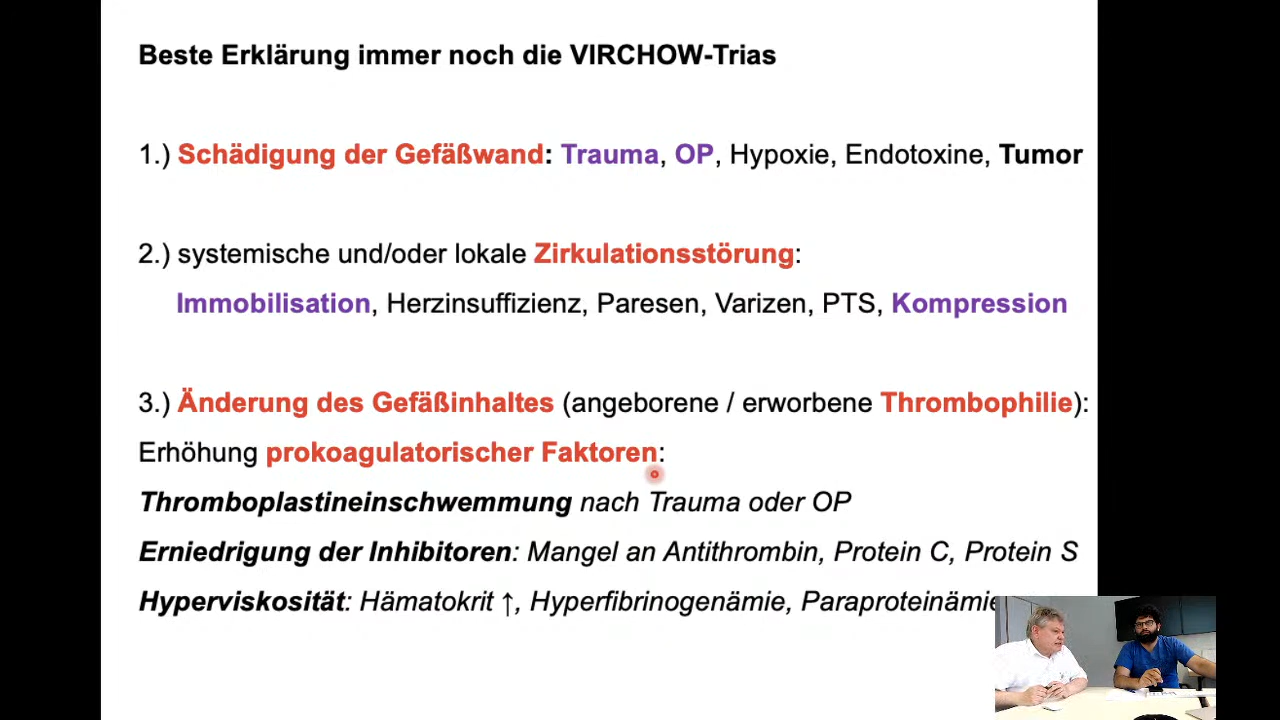 Beste Erklärung immer noch die VIRCHOW-Trias
1.) Schädigung der Gefäßwand: Trauma, OP, Hypoxie, Endotoxine, Tumor
2.) systemische und/oder lokale Zirkulationsstörung:
Immobilisation, Herzinsuffizienz, Paresen, Varizen, PTS, Kompression
3.) Änderung des Gefäßinhaltes (angeborene / erworbene Thrombophilie):
Erhöhung prokoagulatorischer Faktoren:
Thromboplastineinschwemmung nach Trauma oder OP
Erniedrigung der Inhibitoren: Mangel an Antithrombin, Protein C, Protein S
Hyperviskosität: Hämatokrit ↑, Hyperfibrinogenämie, Paraproteinämie